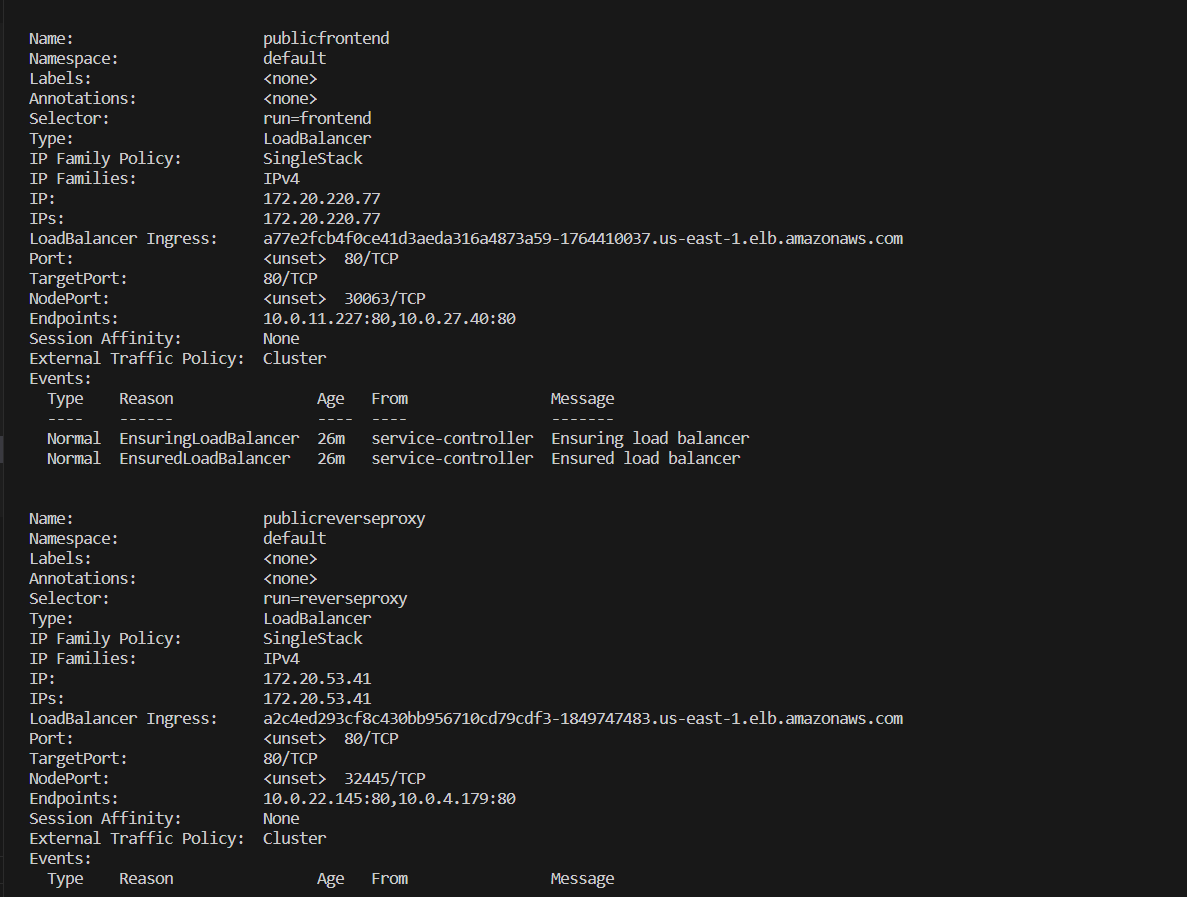 Name:                     publicfrontend
Namespace:                default
Labels:                   <none>
Annotations:              <none>
Selector:                 run=frontend
Type:                     LoadBalancer
IP Family Policy:         SingleStack
IP Families:              IPv4
IP:                       172.20.220.77
IPs:                      172.20.220.77
LoadBalancer Ingress:     a77e2fcb4f0ce41d3aeda316a4873a59-1764410037.us-east-1.elb.amazonaws.com
Port:                     <unset>  80/TCP
TargetPort:               80/TCP
NodePort:                 <unset>  30063/TCP
Endpoints:                10.0.11.227:80,10.0.27.40:80
Session Affinity:         None
External Traffic Policy:  Cluster
Events:
  Type    Reason                Age   From                Message
  ----    ------                ----  ----                -------
  Normal  EnsuringLoadBalancer  26m   service-controller  Ensuring load balancer
  Normal  EnsuredLoadBalancer   26m   service-controller  Ensured load balancer
Name:                     publicreverseproxy
Namespace:                default
Labels:                   <none>
Annotations:              <none>
Selector:                 run=reverseproxy
Type:                     LoadBalancer
IP Family Policy:         SingleStack
IP Families:              IPv4
IP:                       172.20.53.41
IPs:                      172.20.53.41
LoadBalancer Ingress:     a2c4ed293cf8c430bb956710cd79cdf3-1849747483.us-east-1.elb.amazonaws.com
Port:                     <unset>  80/TCP
TargetPort:               80/TCP
NodePort:                 <unset>  32445/TCP
Endpoints:                10.0.22.145:80,10.0.4.179:80
Session Affinity:         None
External Traffic Policy:  Cluster
Events:
  Type    Reason                Age   From                Message